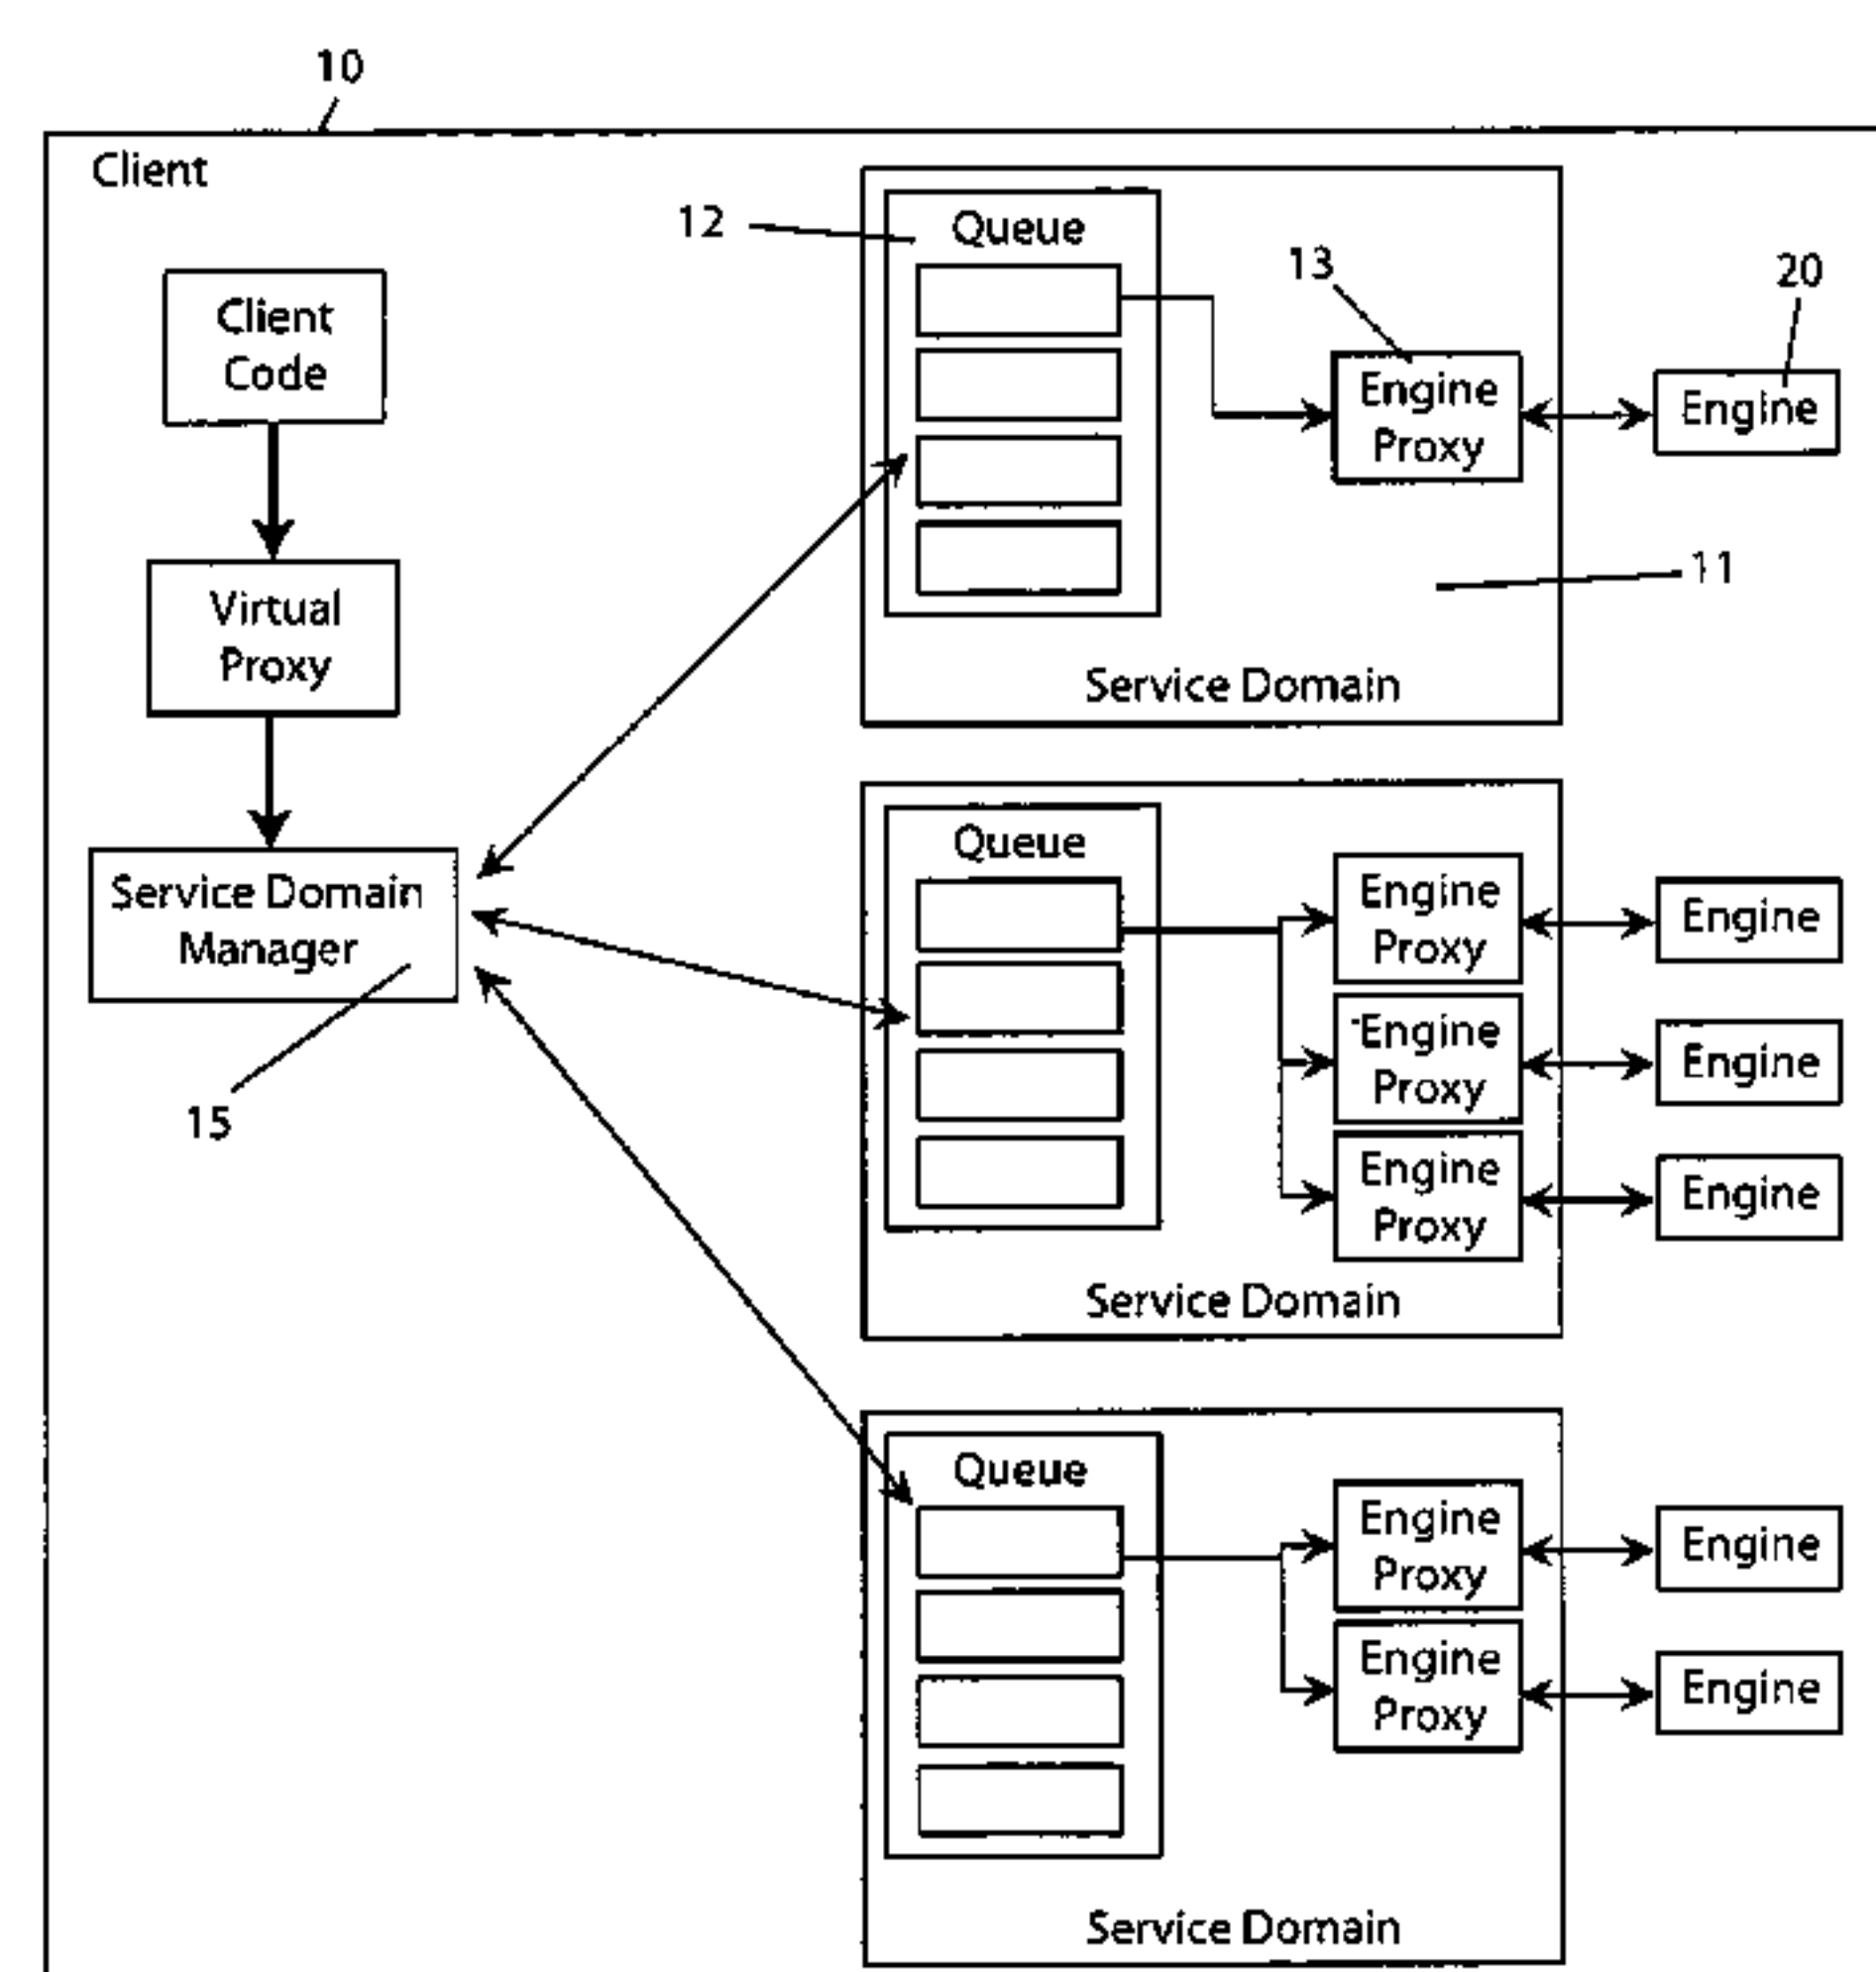 10
Client
12
Queue
13
20
Client
Code
Engine
Proxy
Engine
11
Virtual
Proxy
Service Domain
Service Domain
Manager
15
Queue
Engine
Proxy
Engine
Engine
Proxy
Engine
Engine
Proxy
Engine
Service Domain
Queue
Engine
Proxy
Engine
Engine
Proxy
Engine
Service Domain